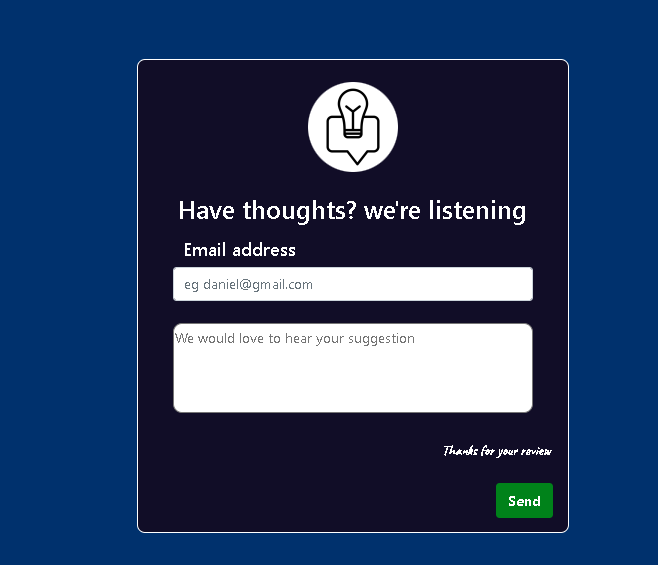 Have thoughts? we're listening
Email address
eg daniel@gmail.com
We would love to hear your suggestion
Thanks for your review
Send